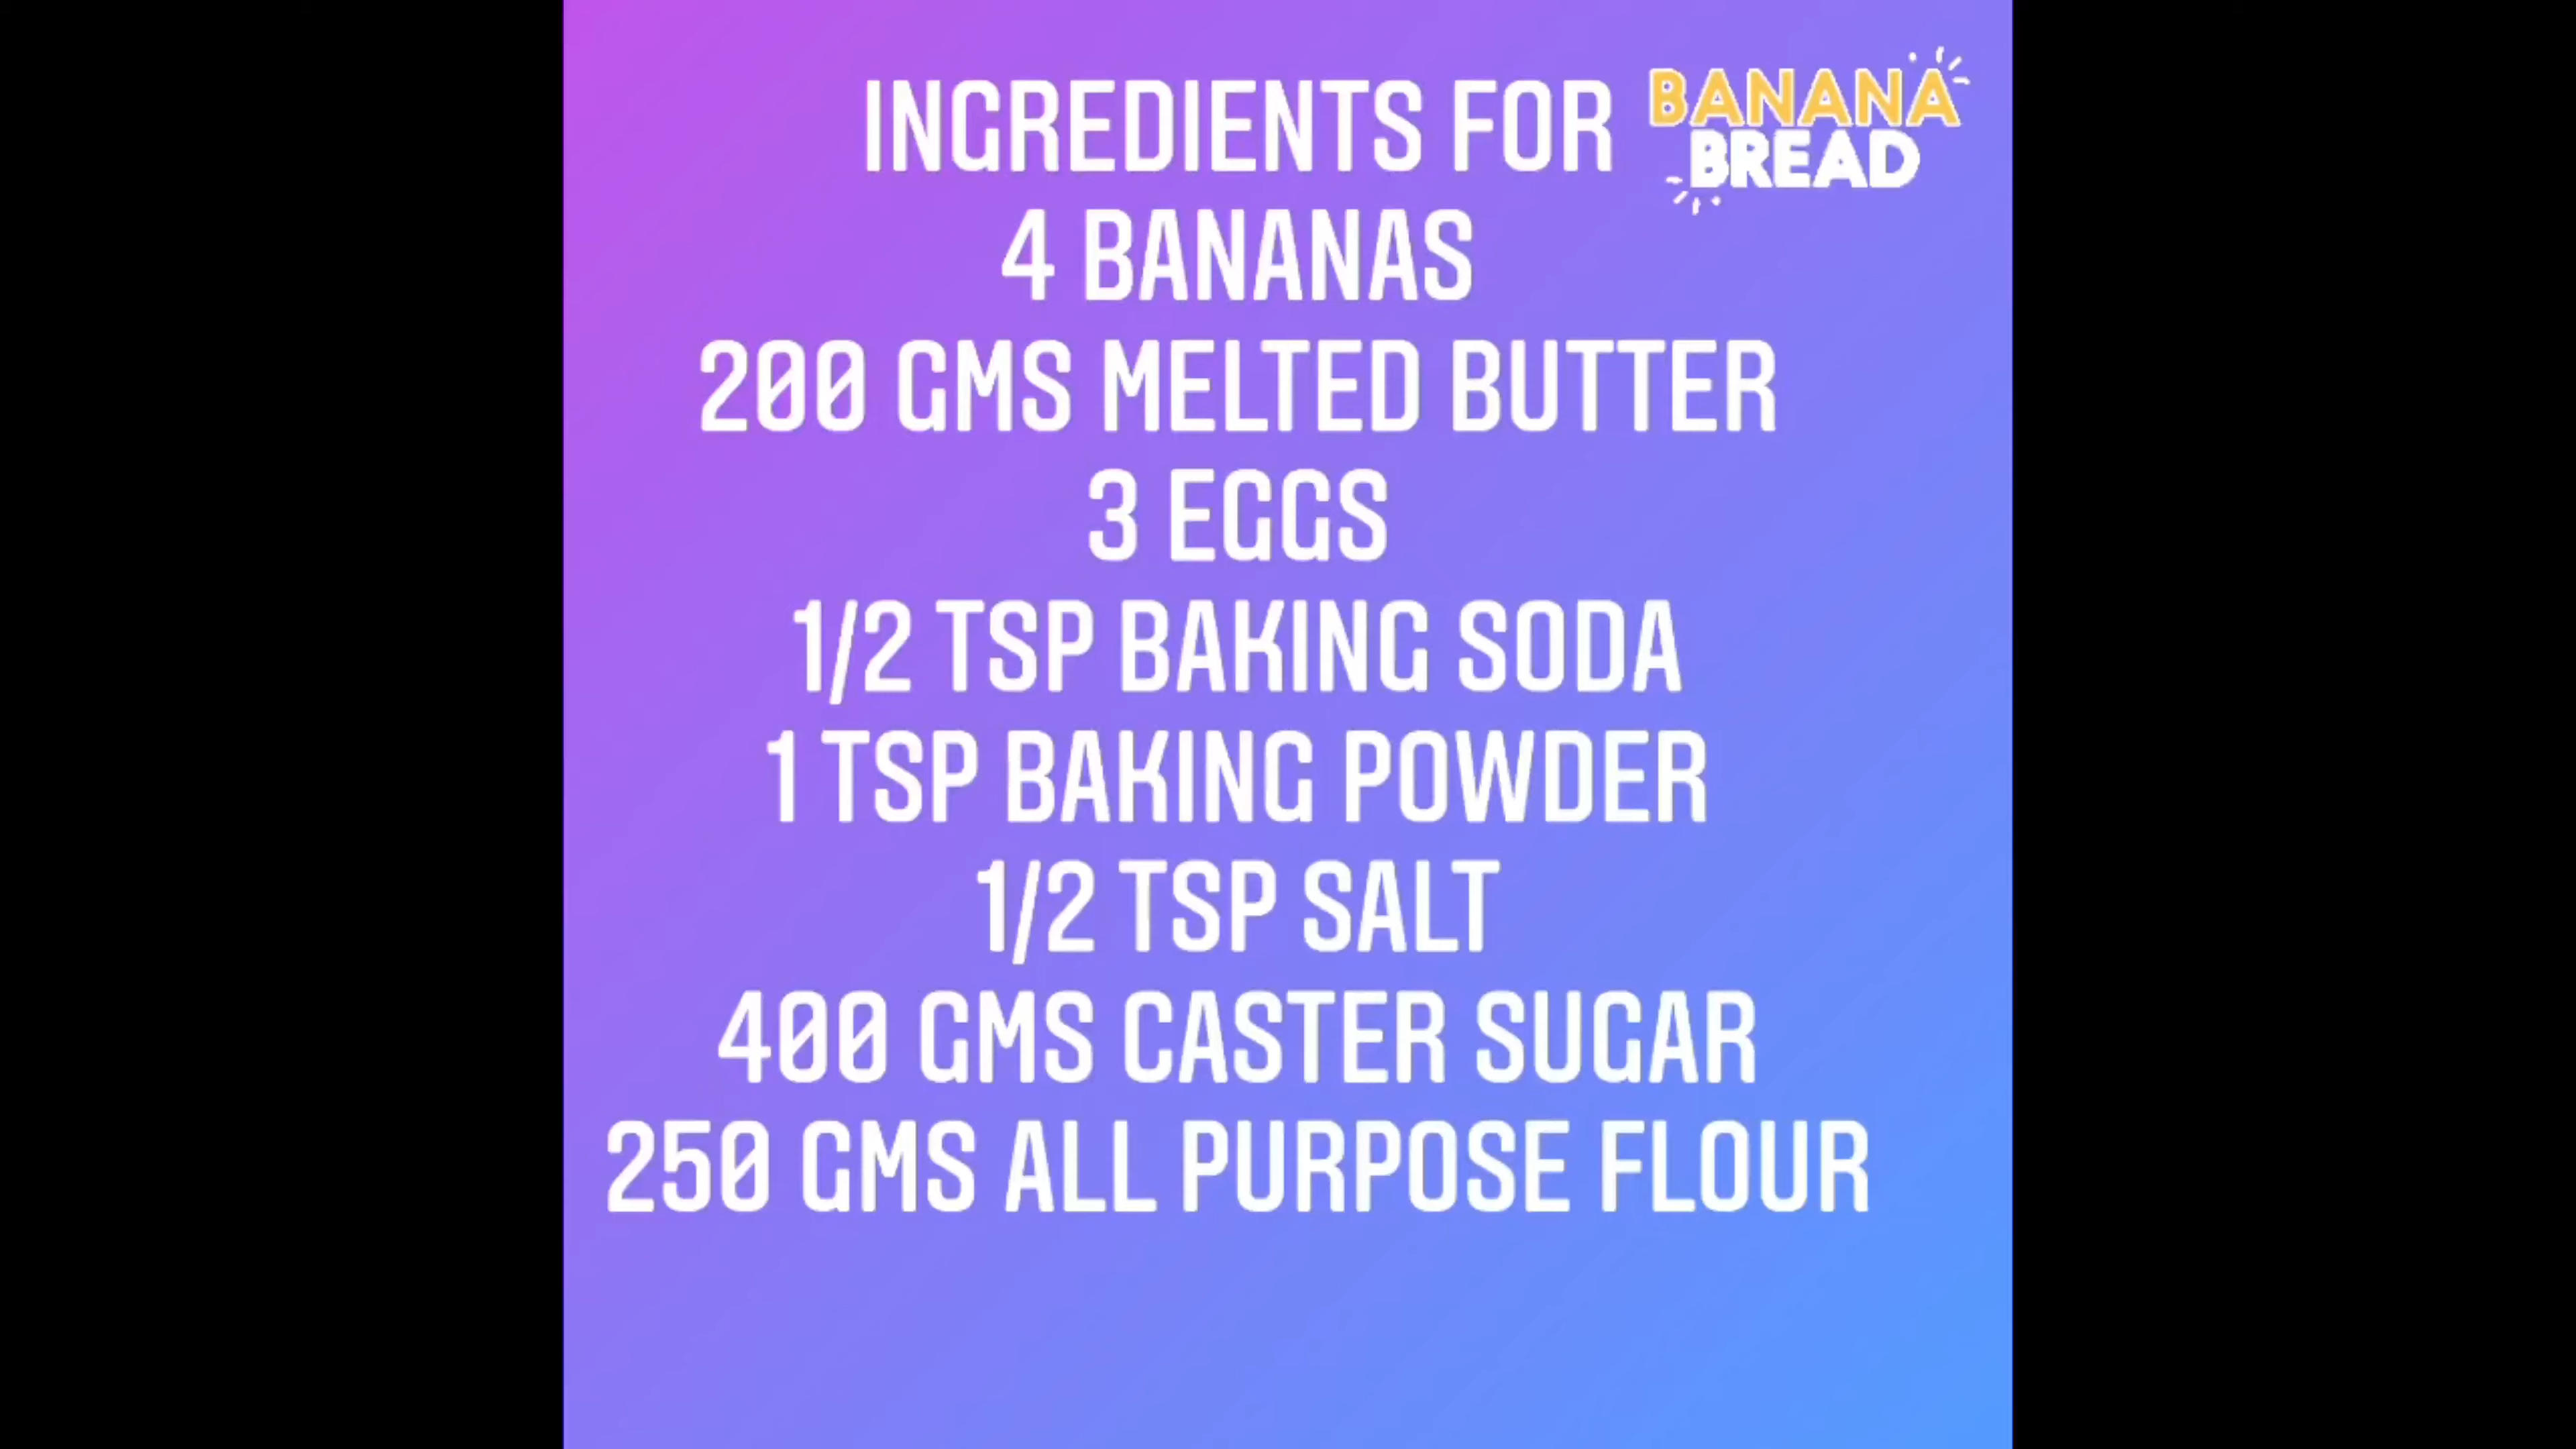 INGREDIENTS FOR BANANA BREAD
4 BANANAS
200 GMS MELTED BUTTER
3 EGGS
1/2 TSP BAKING SODA
1 TSP BAKING POWDER
1/2 TSP SALT
400 GMS CASTER SUGAR
250 GMS ALL PURPOSE FLOUR